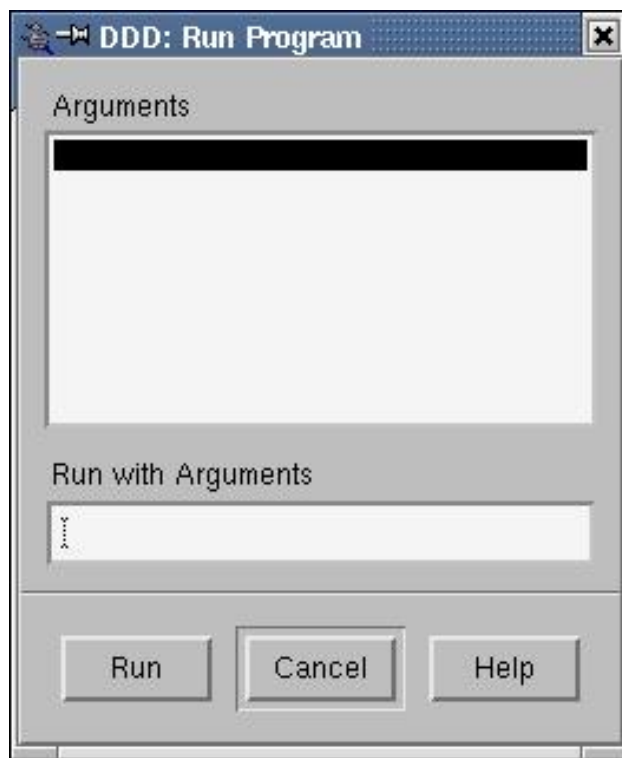 DDD: Run Program
Arguments
Run with Arguments
Run Cancel Help